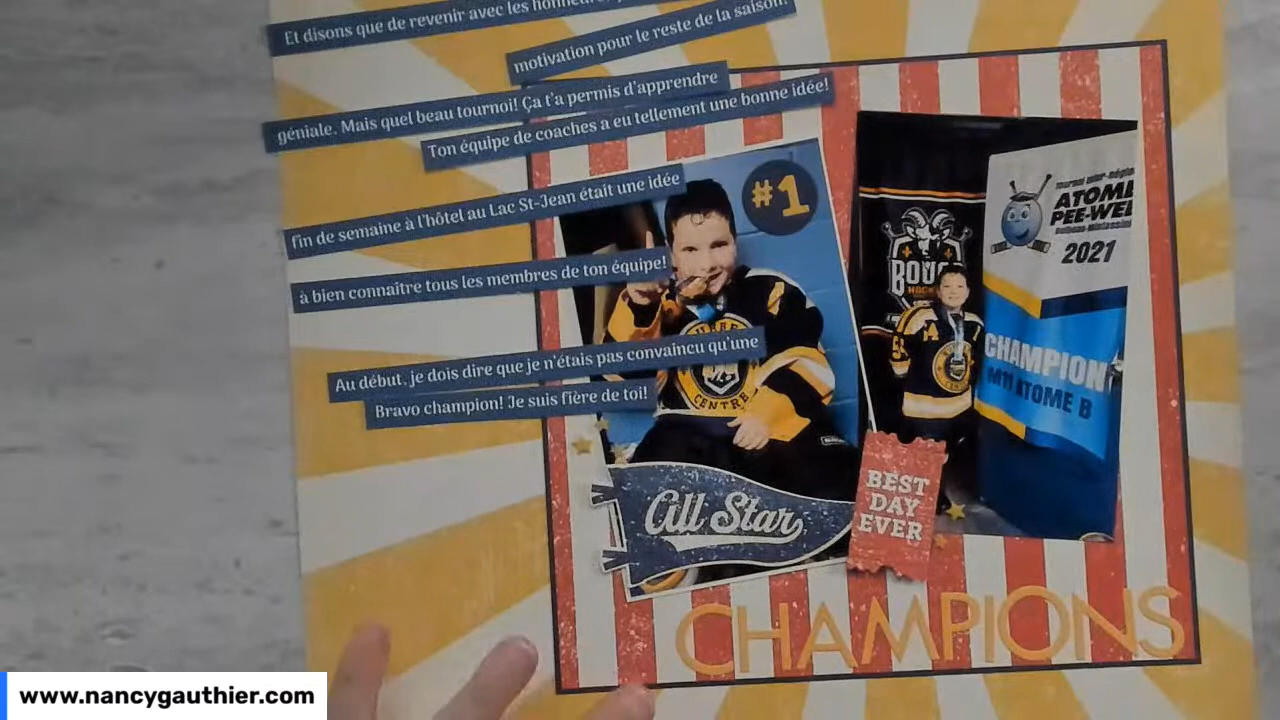 Et disons que de revenir avec les honneurs,
motivation pour le reste de la saison.
géniale. Mais quel beau tournoi! Ça t'a permis d'apprendre
Ton équipe de coaches a eu tellement une bonne idée!
fin de semaine à l'hôtel au Lac St-Jean était une idée
à bien connaître tous les membres de ton équipe!
Au début, je dois dire que je n'étais pas convaincu qu'une
Bravo champion! Je suis fière de toi!
#1
ATOME
PEE-WEE
2021
CHAMPION
M11 ATOME B
CENTRE
All Star
BEST
DAY
EVER
CHAMPIONS
www.nancygauthier.com